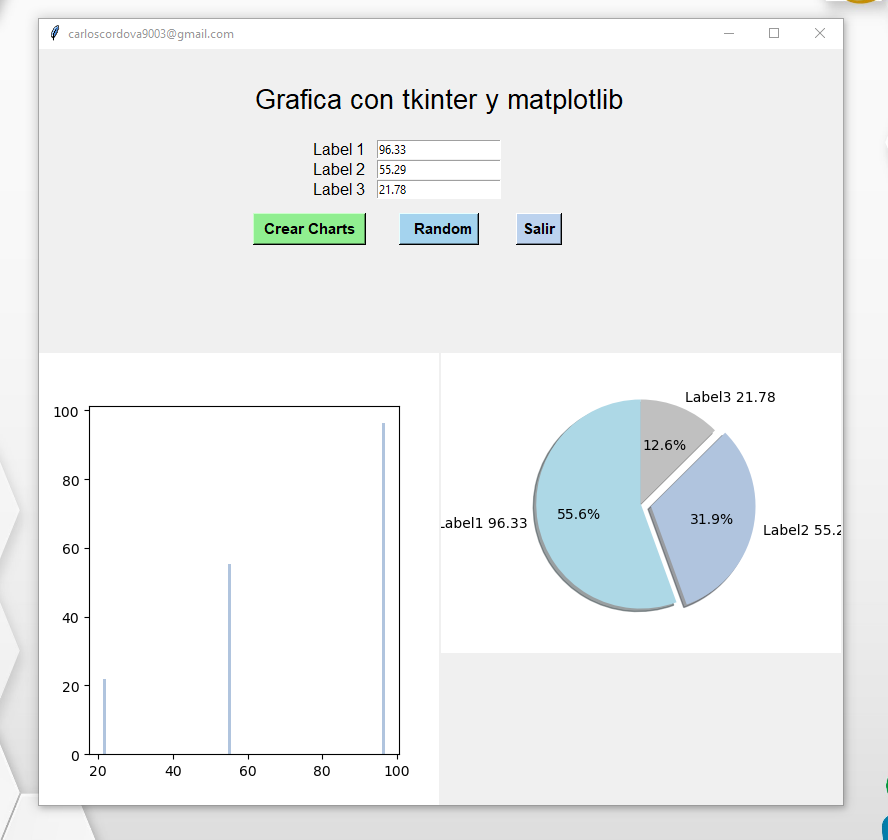 carloscordova9003@gmail.com
Grafica con tkinter y matplotlib
Label 1 96.33
Label 2 55.29
Label 3 21.78
Crear Charts Random Salir
100
80
60
40
20
0
20 40 60 80 100
Label3 21.78
12.6%
55.6%
31.9%
Label1 96.33
Label2 55.2